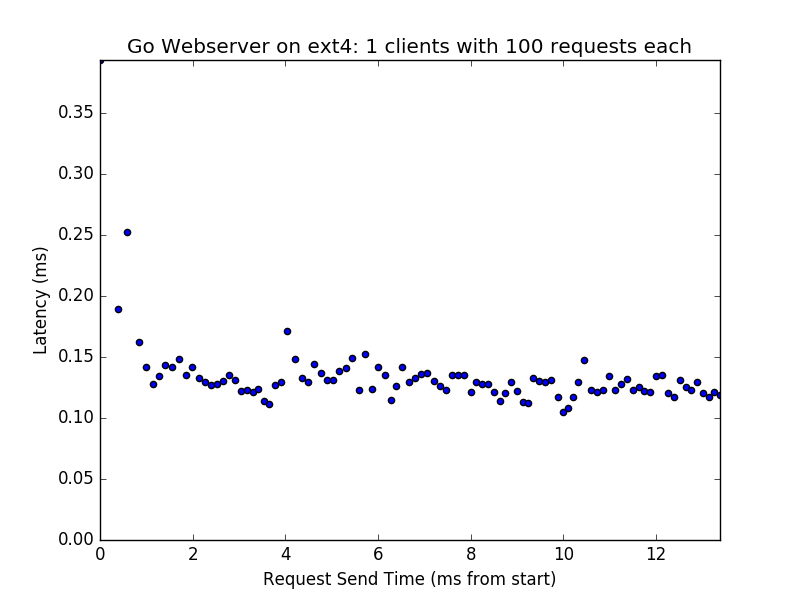 Go Webserver on ext4: 1 clients with 100 requests each
0.35
0.30
0.25
0.20
0.15
0.10
0.05
0.00
Latency (ms)
0 2 4 6 8 10 12
Request Send Time (ms from start)